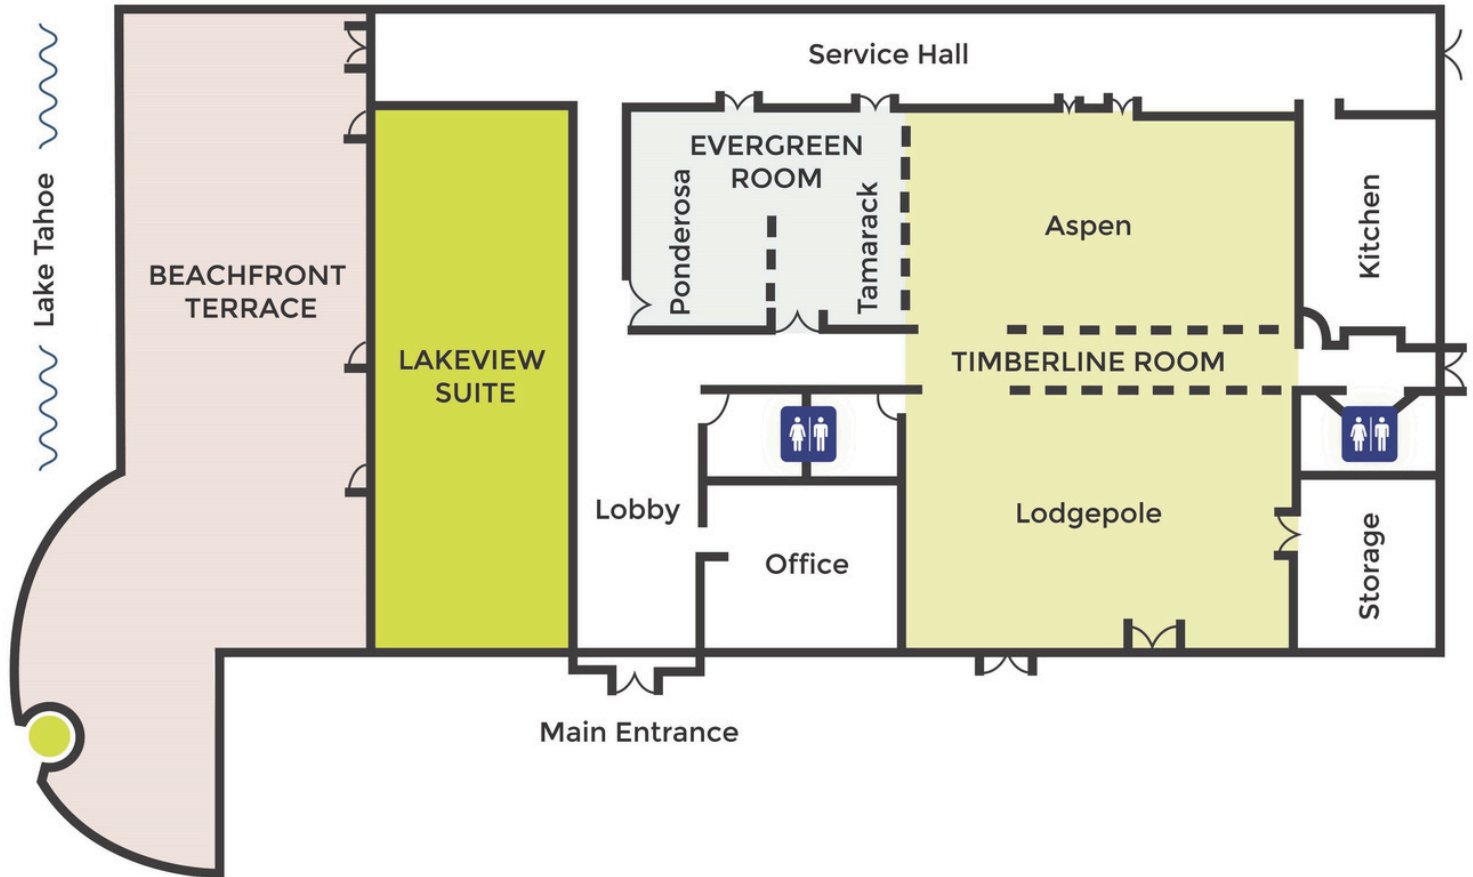 Service Hall
EVERGREEN
ROOM
Ponderosa
Tamarack
Aspen
Kitchen
Lake Tahoe
BEACHFRONT
TERRACE
LAKEVIEW
SUITE
TIMBERLINE ROOM
Lobby
Lodgepole
Office
Storage
Main Entrance